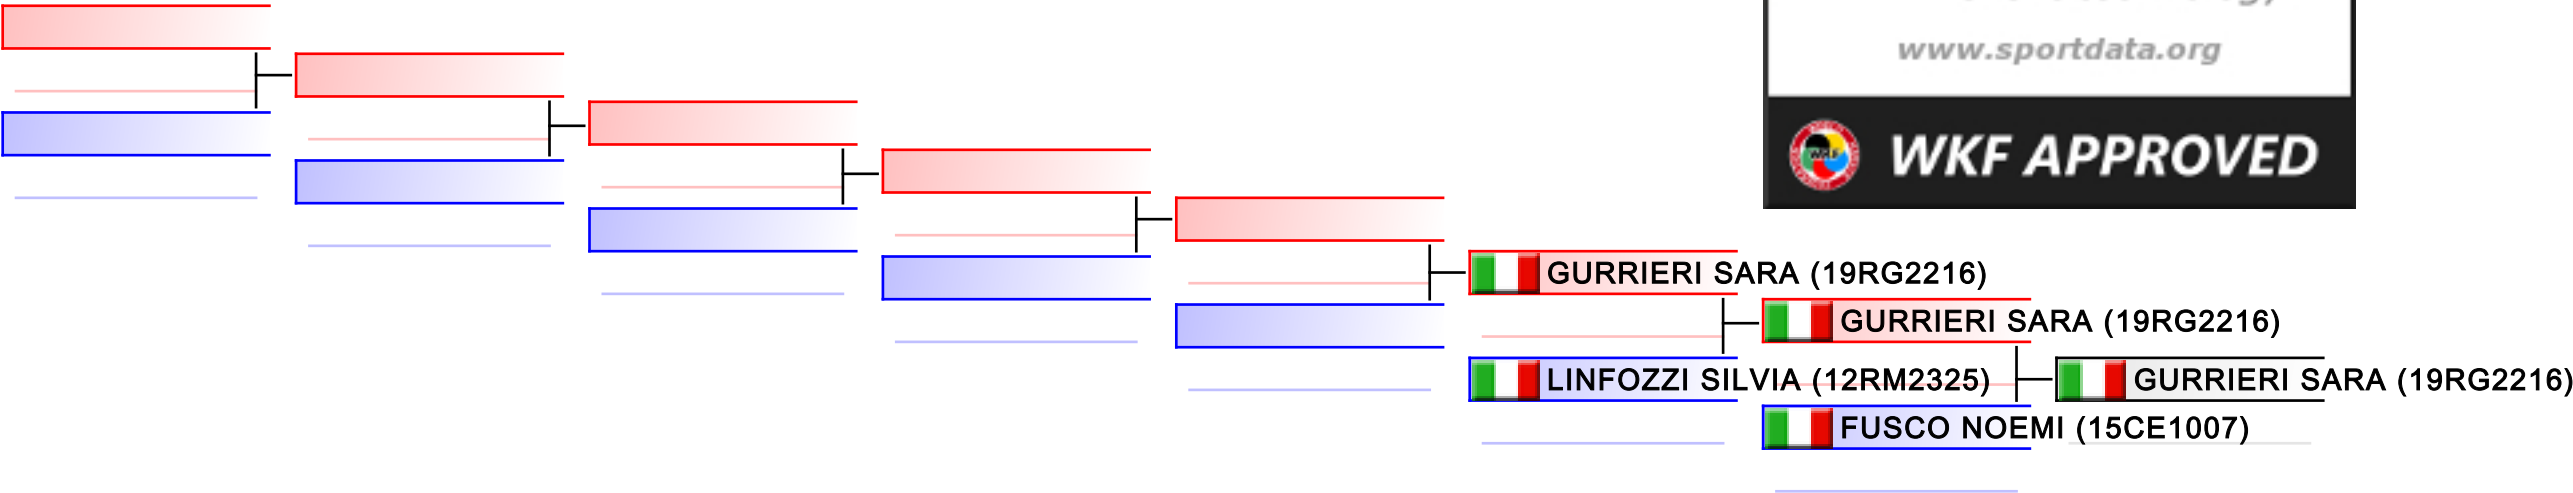 www.sportdata.org
WKF APPROVED
GURRIERI SARA (19RG2216)
GURRIERI SARA (19RG2216)
LINFOZZI SILVIA (12RM2325)
GURRIERI SARA (19RG2216)
FUSCO NOEMI (15CE1007)